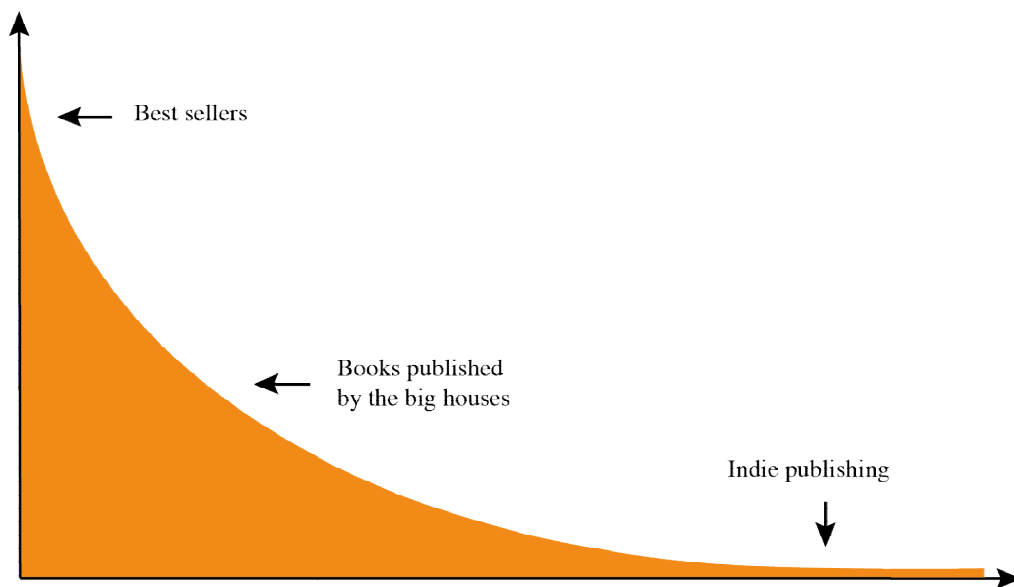 Best sellers
Books published
by the big houses
Indie publishing